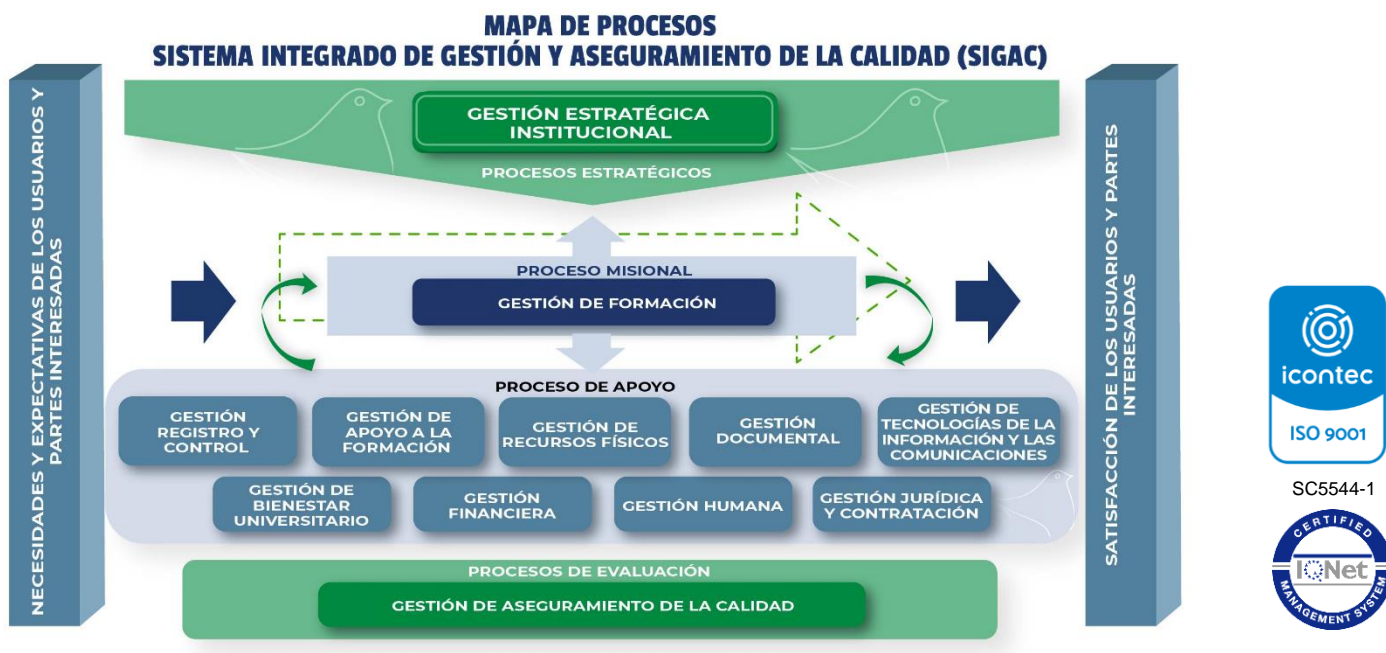 MAPA DE PROCESOS
SISTEMA INTEGRADO DE GESTIÓN Y ASEGURAMIENTO DE LA CALIDAD (SIGAC)
NECESIDADES Y EXPECTATIVAS DE LOS USUARIOS Y
PARTES INTERESADAS
GESTIÓN ESTRATÉGICA
INSTITUCIONAL
PROCESOS ESTRATÉGICOS
PROCESO MISIONAL
GESTIÓN DE FORMACIÓN
PROCESO DE APOYO
GESTIÓN
REGISTRO Y
CONTROL
GESTIÓN DE
APOYO A LA
FORMACIÓN
GESTIÓN DE
RECURSOS FÍSICOS
GESTIÓN
DOCUMENTAL
GESTIÓN DE
TECNOLOGÍAS DE LA
INFORMACIÓN Y LAS
COMUNICACIONES
GESTIÓN DE
BIENESTAR
UNIVERSITARIO
GESTIÓN
FINANCIERA
GESTIÓN HUMANA
GESTIÓN JURÍDICA
Y CONTRATACIÓN
PROCESOS DE EVALUACIÓN
GESTIÓN DE ASEGURAMIENTO DE LA CALIDAD
SATISFACCIÓN DE LOS USUARIOS Y PARTES
INTERESADAS
icontec
ISO 9001
SC5544-1
CERTIFIED
IQNet
MANAGEMENT SYSTEM